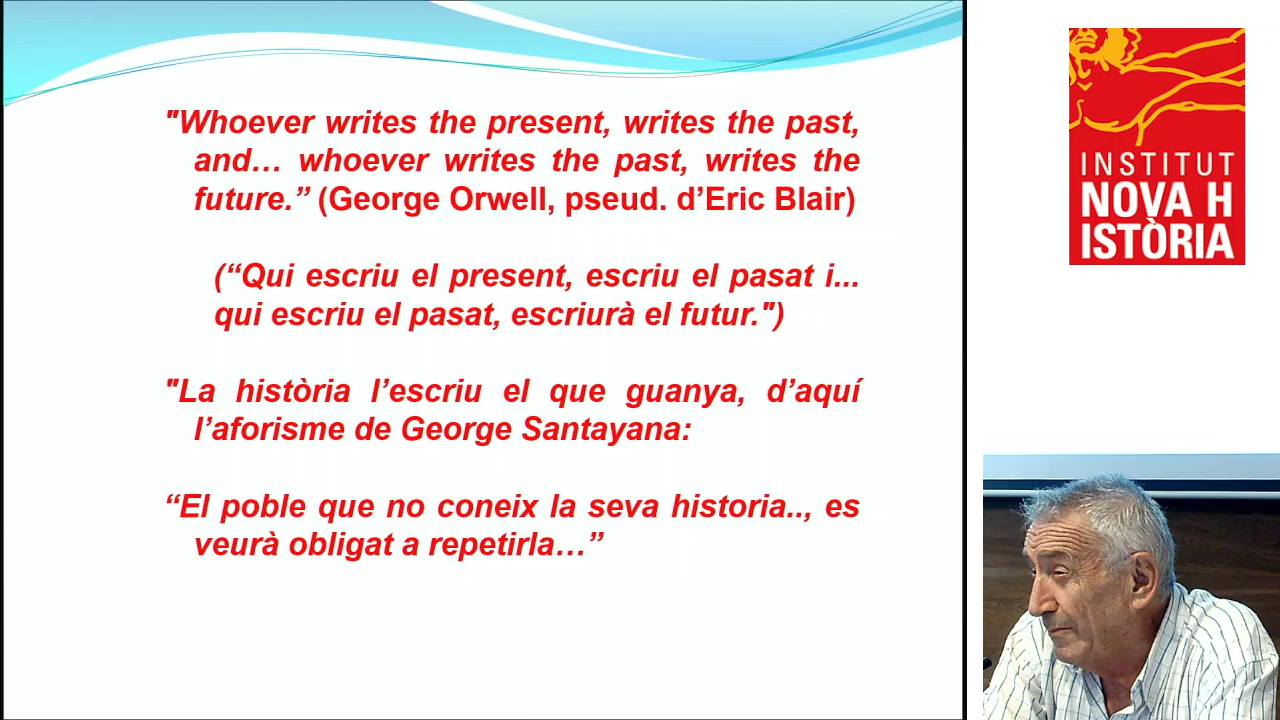 "Whoever writes the present, writes the past,
and… whoever writes the past, writes the
future.” (George Orwell, pseud. d’Eric Blair)
(“Qui escriu el present, escriu el pasat i...
qui escriu el pasat, escriurà el futur.")
"La història l’escriu el que guanya, d’aquí
l’aforisme de George Santayana:
“El poble que no coneix la seva historia.., es
veurà obligat a repetirla…”
INSTITUT
NOVA H
ISTÒRIA